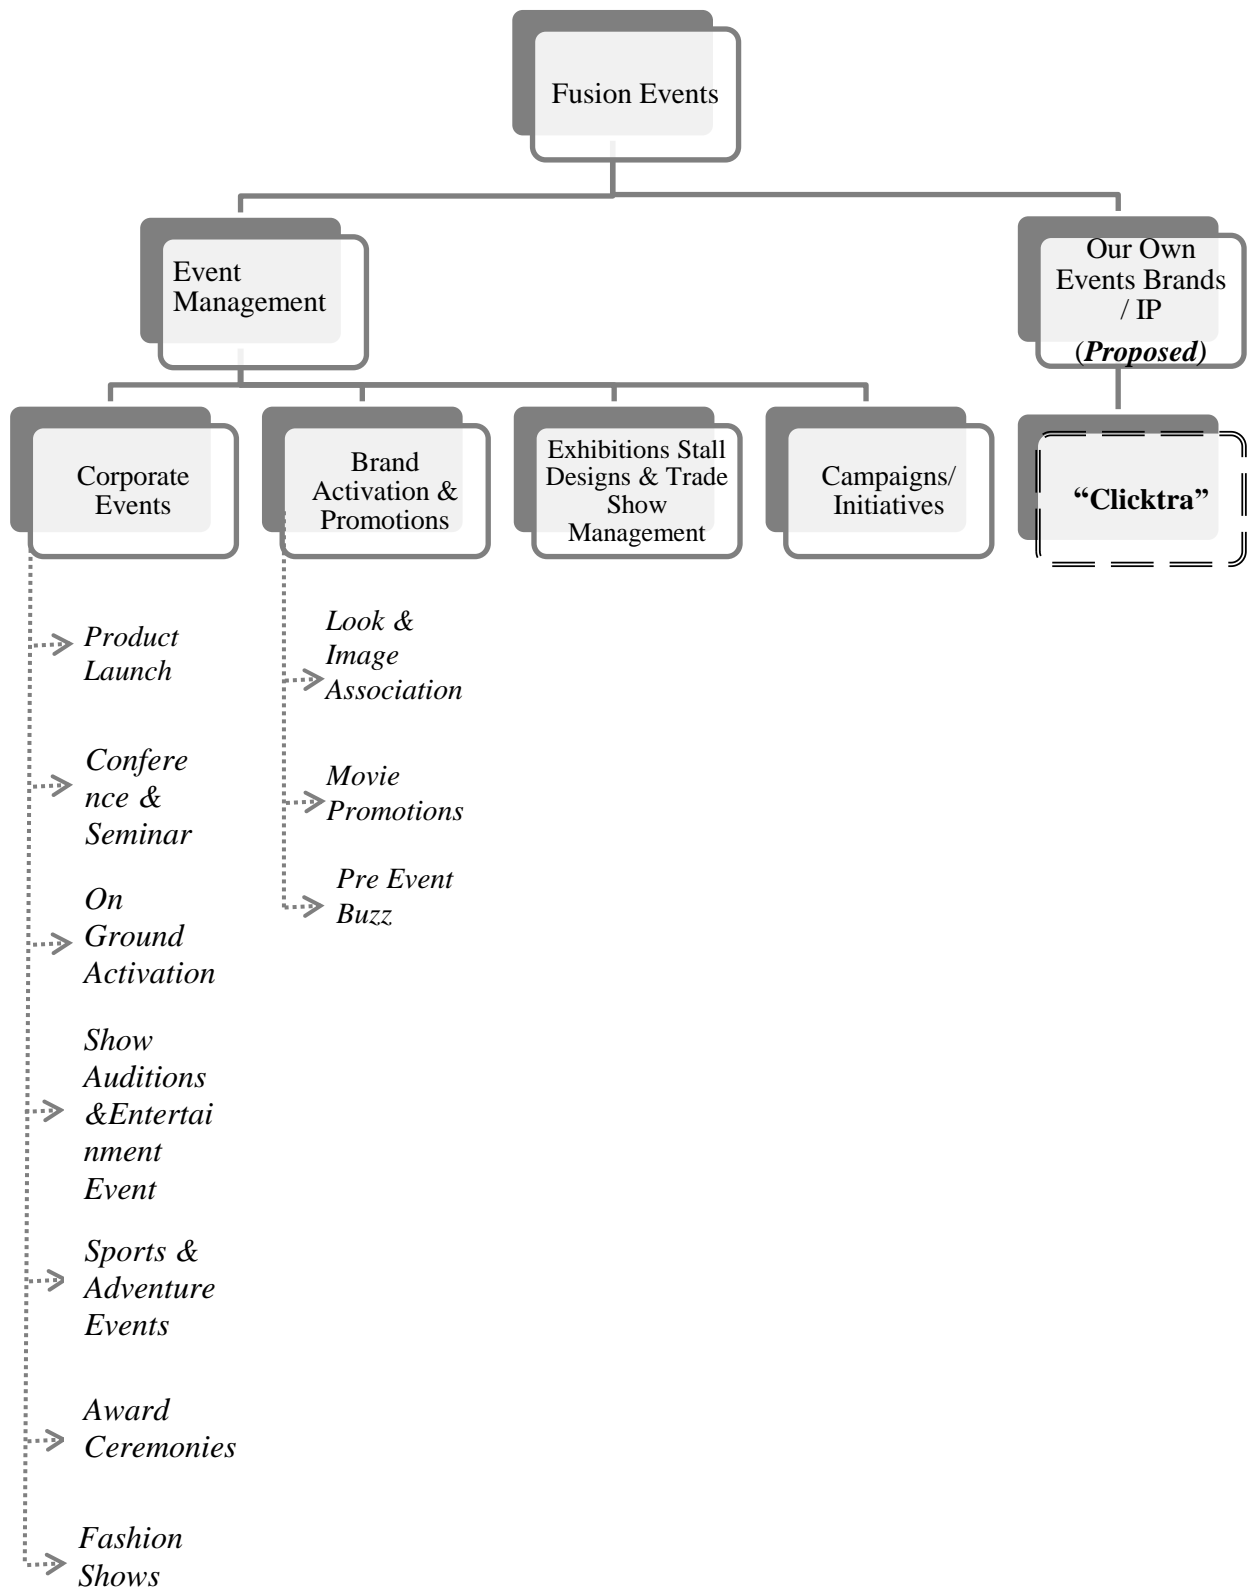 Fusion Events
Event
Management
Our Own
Events Brands
/ IP
(Proposed)
Corporate
Events
Brand
Activation &
Promotions
Exhibitions Stall
Designs & Trade
Show
Management
Campaigns/
Initiatives
“Clicktra”
Product
Launch
Confere
nce &
Seminar
On
Ground
Activation
Show
Auditions
&Entertai
nment
Event
Sports &
Adventure
Events
Award
Ceremonies
Fashion
Shows
Look &
Image
Association
Movie
Promotions
Pre Event
Buzz